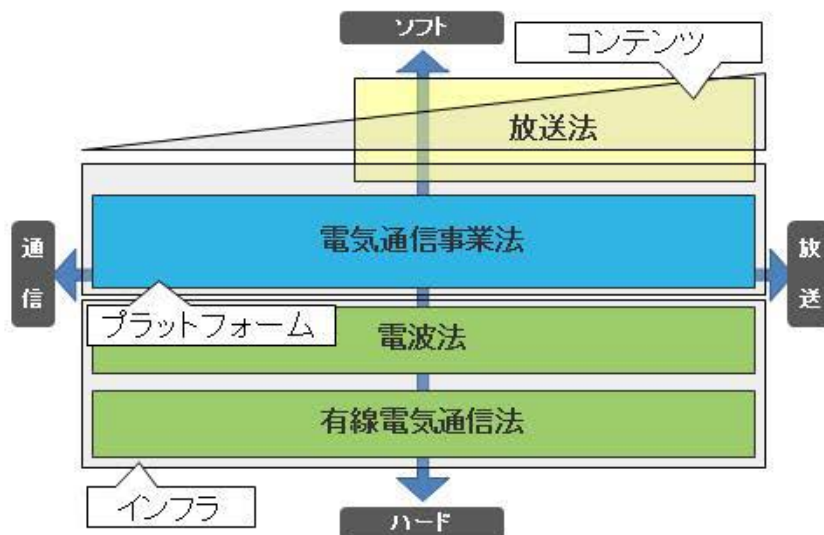 ソフト
コンテンツ
放送法
電気通信事業法
通信
放送
プラットフォーム
電波法
有線電気通信法
インフラ
ハード